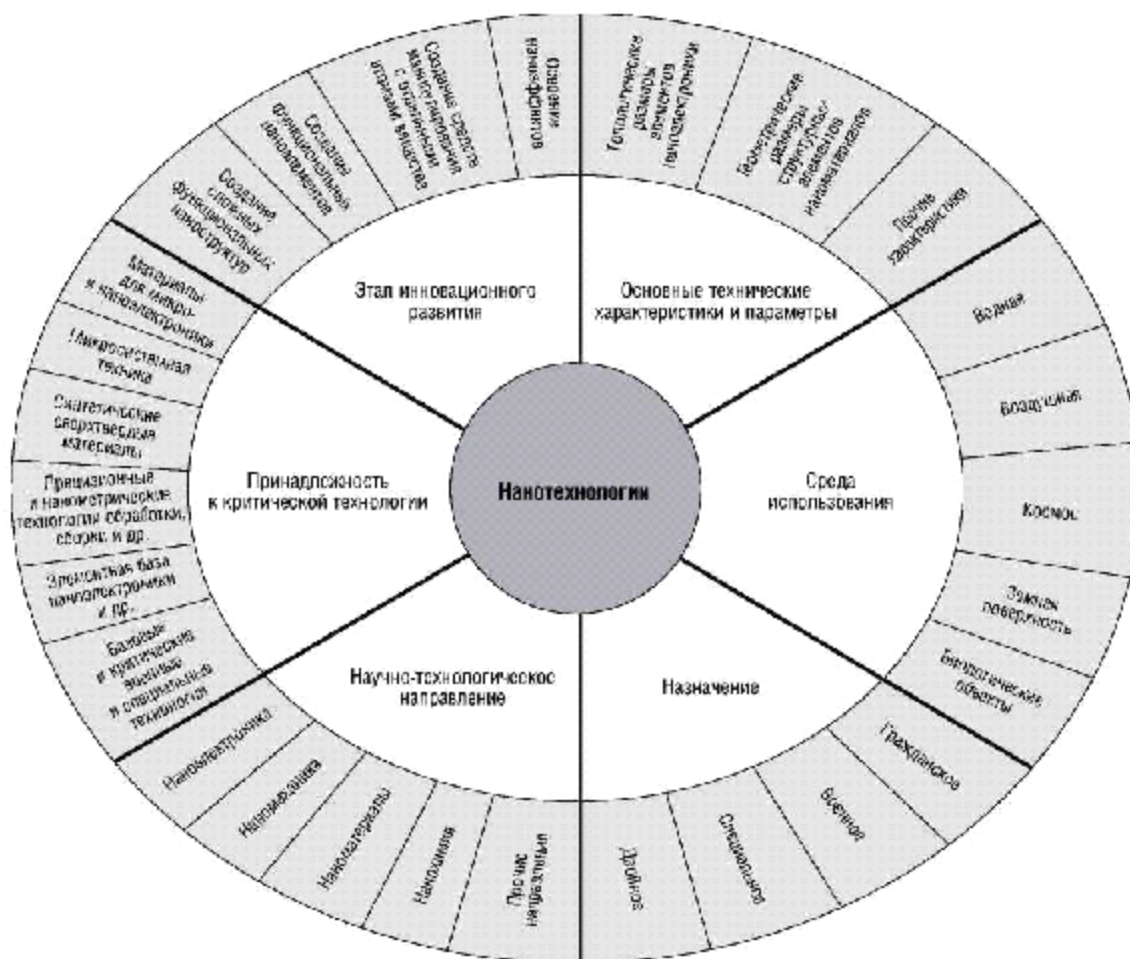 Нанотехнологии
Этап инновационного
развития
Освоение
наноэффектов
Создание средств
манипулирования
с отдельными
атомами вещества
Создание
функциональных
наноэлементов
Создание
сложных
функциональных
наноструктур
Основные технические
характеристики и параметры
Топологические
размеры
элементов
наноэлектроники
Геометрические
размеры
структурных
элементов
наноматериалов
Прочие
характеристики
Среда
использования
Водная
Воздушная
Космос
Земная
поверхность
Биологические
объекты
Назначение
Гражданское
Военное
Специальное
Двойное
Научно-технологическое
направление
Прочие
направления
Нанохимия
Наноматериалы
Наномеханика
Наноэлектроника
Принадлежность
к критической технологии
Базовые
и критические
военные
и специальные
технологии
Элементная база
наноэлектроники
и др.
Прецизионные
и нанометрические
технологии обработки,
сборки и др.
Синтетические
сверхтвердые
материалы
Микросистемная
техника
Материалы
для микро-
и наноэлектроники